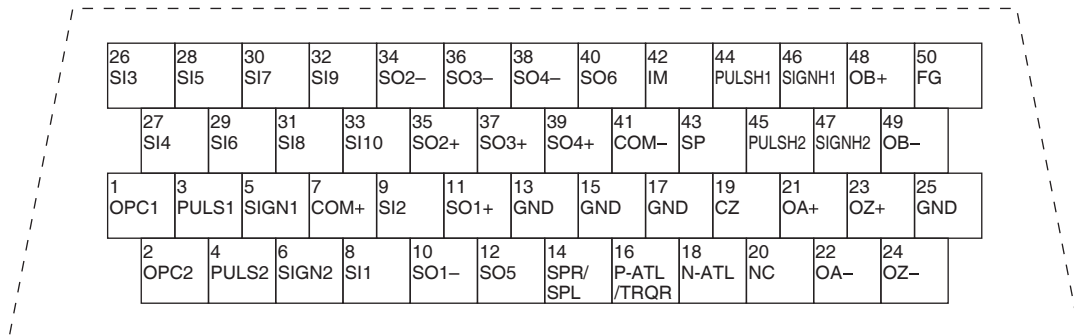 26 28 30 32 34 36 38 40 42 44 46 48 50
SI3 SI5 SI7 SI9 SO2− SO3− SO4− SO6 IM PULSH1 SIGNH1 OB+ FG
27 29 31 33 35 37 39 41 43 45 47 49
SI4 SI6 SI8 SI10 SO2+ SO3+ SO4+ COM− SP PULSH2 SIGNH2 OB−
1 3 5 7 9 11 13 15 17 19 21 23 25
OPC1 PULS1 SIGN1 COM+ SI2 SO1+ GND GND GND CZ OA+ OZ+ GND
2 4 6 8 10 12 14 16 18 20 22 24
OPC2 PULS2 SIGN2 SI1 SO1− SO5 SPR/ P-ATL N-ATL NC OA− OZ−
SPL /TRQR